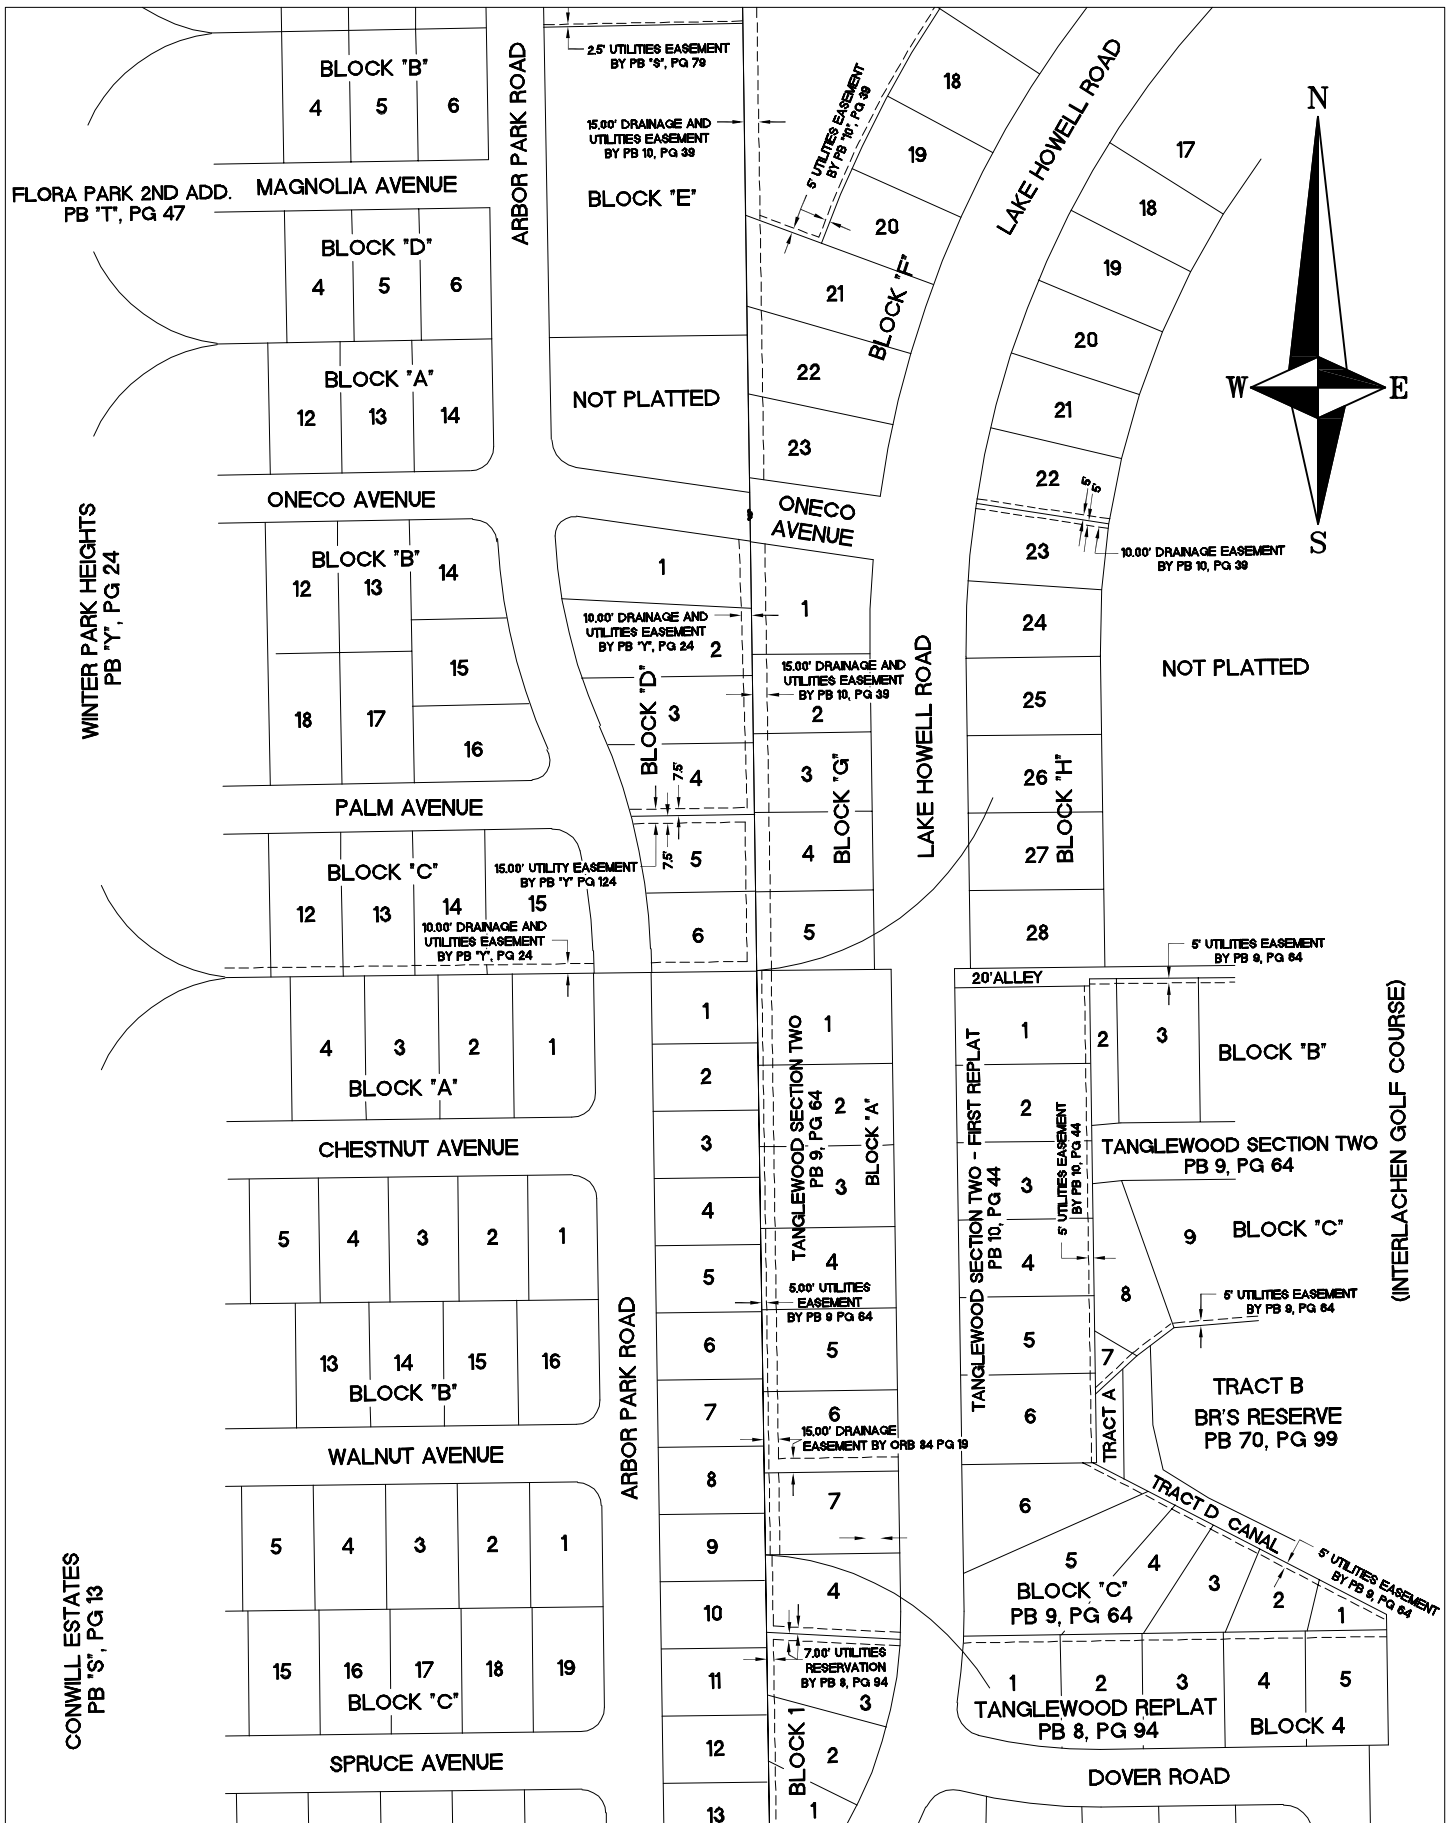 BLOCK "B"
4
5
6
ARBOR PARK ROAD
2.5' UTILITIES EASEMENT
BY PB "S", PG 79
15.00' DRAINAGE AND
UTILITIES EASEMENT
BY PB 10, PG 39
BLOCK "E"
5' UTILITIES EASEMENT
BY PB "10", PG 39
18
19
20
21
22
23
BLOCK "F"
LAKE HOWELL ROAD
17
18
19
20
21
22
5'
5'
23
24
25
26
27
28
BLOCK "H"
10.00' DRAINAGE EASEMENT
BY PB 10, PG 39
N
W
E
S
NOT PLATTED
FLORA PARK 2ND ADD.
PB "T", PG 47
MAGNOLIA AVENUE
BLOCK "D"
4
5
6
BLOCK "A"
12
13
14
NOT PLATTED
ONECO AVENUE
ONECO
AVENUE
WINTER PARK HEIGHTS
PB "Y", PG 24
BLOCK "B"
12
13
14
15
16
17
18
1
10.00' DRAINAGE AND
UTILITIES EASEMENT
BY PB "Y", PG 24
2
3
4
BLOCK "D"
7.5'
7.5'
5
6
1
15.00' DRAINAGE AND
UTILITIES EASEMENT
BY PB 10, PG 39
2
3
4
5
BLOCK "G"
LAKE HOWELL ROAD
PALM AVENUE
BLOCK "C"
12
13
14
15
15.00' UTILITY EASEMENT
BY PB "Y" PG 124
10.00' DRAINAGE AND
UTILITIES EASEMENT
BY PB "Y", PG 24
5' UTILITIES EASEMENT
BY PB 9, PG 64
20'ALLEY
4
3
2
1
BLOCK "A"
CHESTNUT AVENUE
5
4
3
2
1
13
14
15
16
BLOCK "B"
WALNUT AVENUE
5
4
3
2
1
15
16
17
18
19
BLOCK "C"
SPRUCE AVENUE
CONWILL ESTATES
PB "S", PG 13
ARBOR PARK ROAD
1
2
3
4
5
6
7
8
9
10
11
12
13
TANGLEWOOD SECTION TWO
PB 9, PG 64
1
2
3
4
BLOCK "A"
5.00' UTILITIES
EASEMENT
BY PB 9 PG 64
5
6
15.00' DRAINAGE
EASEMENT BY ORB 84 PG 19
7
4
7.00' UTILITIES
RESERVATION
BY PB 8, PG 94
3
2
1
BLOCK 1
TANGLEWOOD SECTION TWO - FIRST REPLAT
PB 10, PG 44
1
2
3
4
5
6
5' UTILITIES EASEMENT
BY PB 10, PG 44
2
3
BLOCK "B"
TANGLEWOOD SECTION TWO
PB 9, PG 64
(INTERLACHEN GOLF COURSE)
9
BLOCK "C"
8
7
5' UTILITIES EASEMENT
BY PB 9, PG 64
TRACT A
TRACT B
BR'S RESERVE
PB 70, PG 99
TRACT D CANAL
6
5
4
3
2
1
BLOCK "C"
PB 9, PG 64
5' UTILITIES EASEMENT
BY PB 9, PG 64
1
2
3
4
5
TANGLEWOOD REPLAT
PB 8, PG 94
BLOCK 4
DOVER ROAD